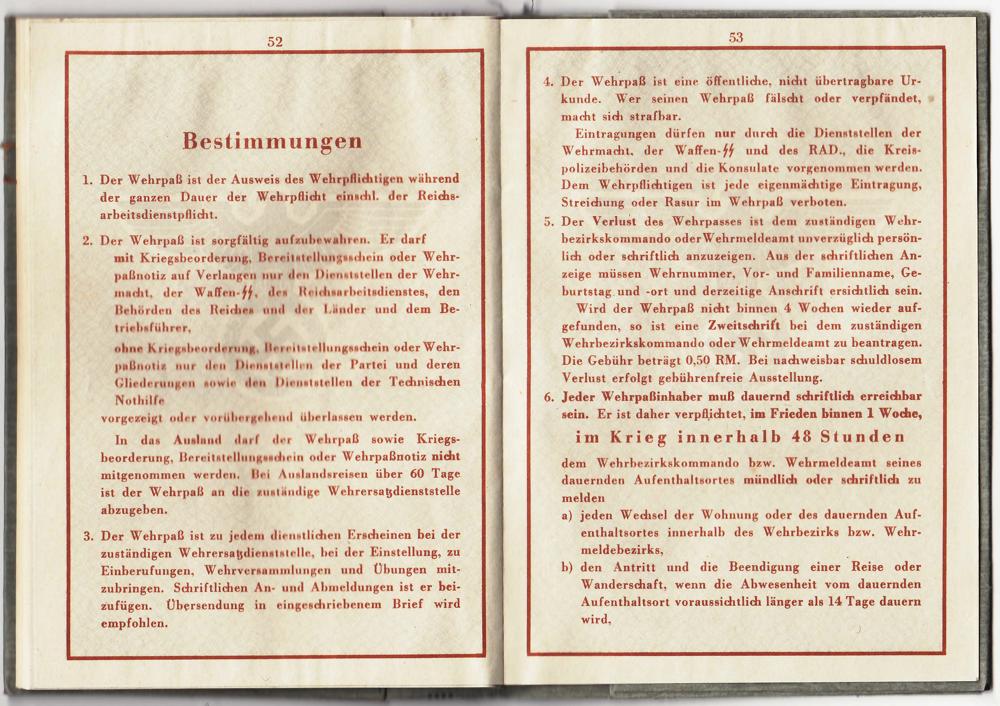 52
Bestimmungen
1. Der Wehrpaß ist der Ausweis des Wehrpflichtigen während
der ganzen Dauer der Wehrpflicht einschl. der Reichs-
arbeitsdienstpflicht.
2. Der Wehrpaß ist sorgfältig aufzubewahren. Er darf
mit Kriegsbeorderung, Bereitstellungsschein oder Wehr-
paßnotiz auf Verlangen nur den Dienststellen der Wehr-
macht, der Waffen-ᛋᛋ, des Reichsarbeitsdienstes, den
Behörden des Reiches und der Länder und dem Be-
triebsführer,
ohne Kriegsbeorderung, Bereitstellungsschein oder Wehr-
paßnotiz nur den Dienststellen der Partei und deren
Gliederungen sowie den Dienststellen der Technischen
Nothilfe
vorgezeigt oder vorübergehend überlassen werden.
In das Ausland darf der Wehrpaß sowie Kriegs-
beorderung, Bereitstellungsschein oder Wehrpaßnotiz nicht
mitgenommen werden. Bei Auslandsreisen über 60 Tage
ist der Wehrpaß an die zuständige Wehrersatzdienststelle
abzugeben.
3. Der Wehrpaß ist zu jedem dienstlichen Erscheinen bei der
zuständigen Wehrersatzdienststelle, bei der Einstellung, zu
Einberufungen, Wehrversammlungen und Übungen mit-
zubringen. Schriftlichen An- und Abmeldungen ist er bei-
zufügen. Übersendung in eingeschriebenem Brief wird
empfohlen.
53
4. Der Wehrpaß ist eine öffentliche, nicht übertragbare Ur-
kunde. Wer seinen Wehrpaß fälscht oder verpfändet,
macht sich strafbar.
Eintragungen dürfen nur durch die Dienststellen der
Wehrmacht, der Waffen-ᛋᛋ und des RAD., die Kreis-
polizeibehörden und die Konsulate vorgenommen werden.
Dem Wehrpflichtigen ist jede eigenmächtige Eintragung,
Streichung oder Rasur im Wehrpaß verboten.
5. Der Verlust des Wehrpasses ist dem zuständigen Wehr-
bezirkskommando oder Wehrmeldeamt unverzüglich persön-
lich oder schriftlich anzuzeigen. Aus der schriftlichen An-
zeige müssen Wehrnummer, Vor- und Familienname, Ge-
burtstag und -ort und derzeitige Anschrift ersichtlich sein.
Wird der Wehrpaß nicht binnen 4 Wochen wieder auf-
gefunden, so ist eine Zweitschrift bei dem zuständigen
Wehrbezirkskommando oder Wehrmeldeamt zu beantragen.
Die Gebühr beträgt 0,50 RM. Bei nachweisbar schuldlosem
Verlust erfolgt gebührenfreie Ausstellung.
6. Jeder Wehrpaßinhaber muß dauernd schriftlich erreichbar
sein. Er ist daher verpflichtet, im Frieden binnen 1 Woche,
im Krieg innerhalb 48 Stunden
dem Wehrbezirkskommando bzw. Wehrmeldeamt seines
dauernden Aufenthaltsortes mündlich oder schriftlich zu
melden
a) jeden Wechsel der Wohnung oder des dauernden Auf-
enthaltsortes innerhalb des Wehrbezirks bzw. Wehr-
meldebezirks,
b) den Antritt und die Beendigung einer Reise oder
Wanderschaft, wenn die Abwesenheit vom dauernden
Aufenthaltsort voraussichtlich länger als 14 Tage dauern
wird,